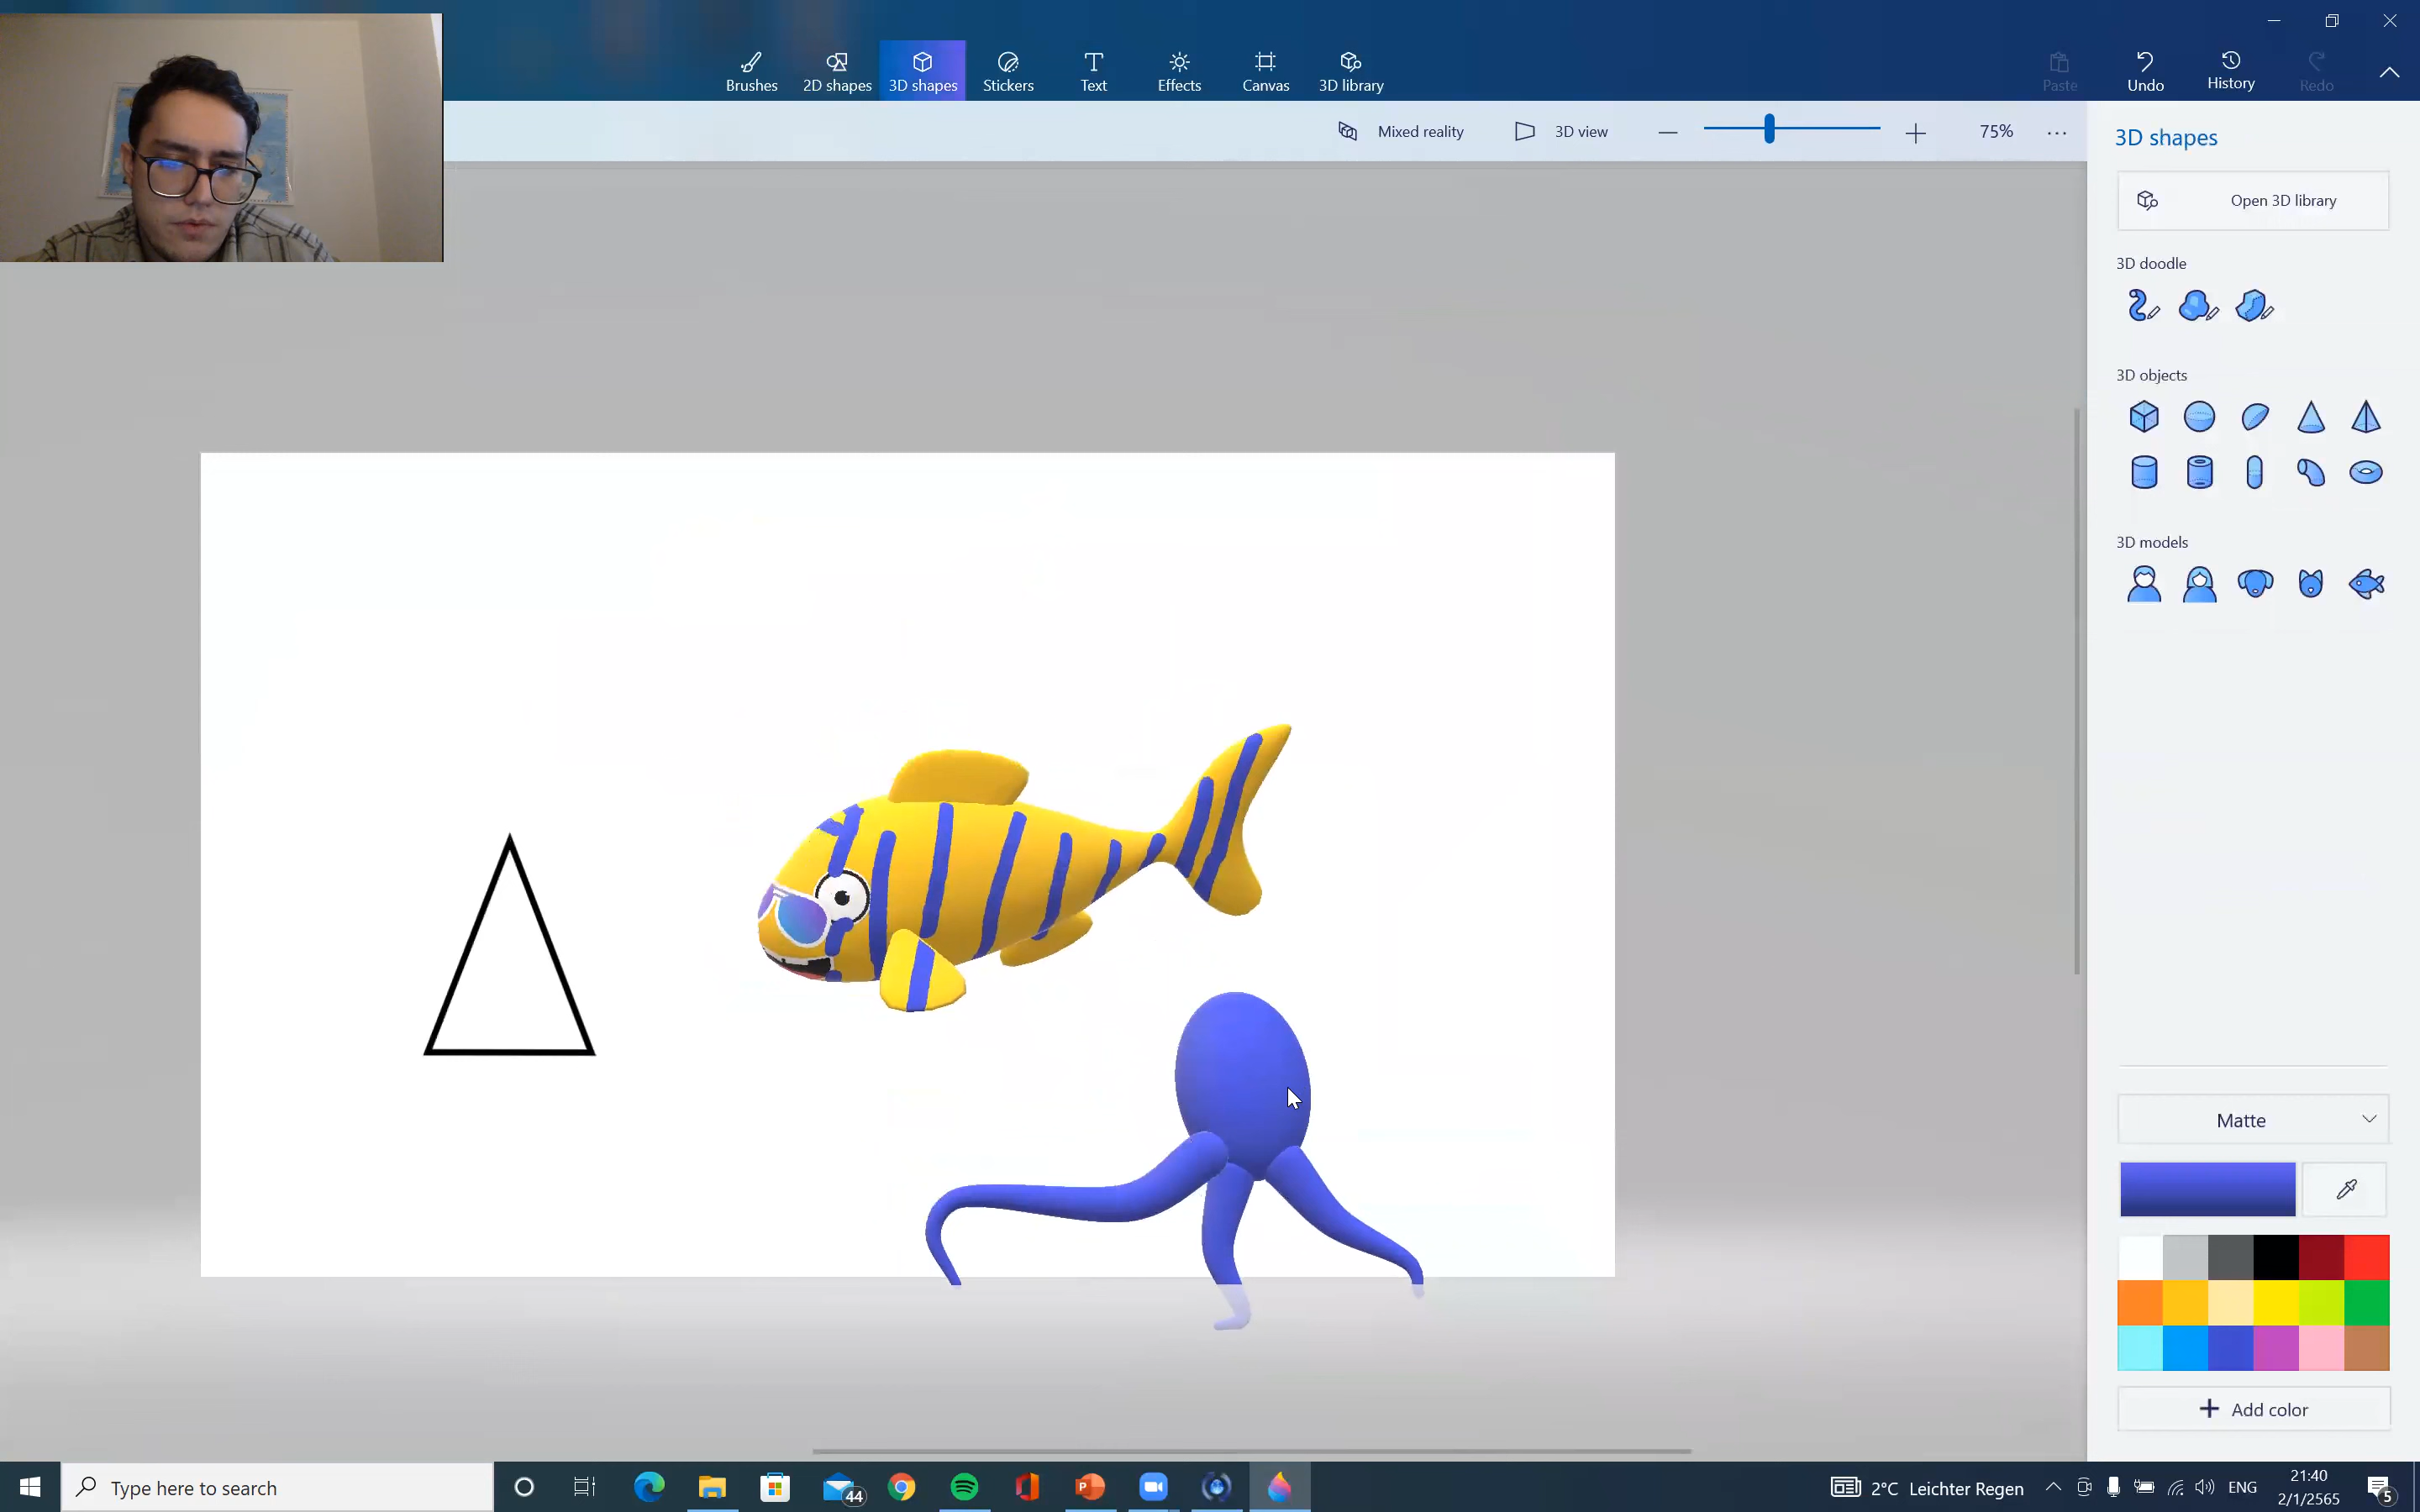 Brushes
2D shapes
3D shapes
Stickers
Text
Effects
Canvas
3D library
Paste
Undo
History
Redo
Mixed reality
3D view
75%
3D shapes
Open 3D library
3D doodle
3D objects
3D models
Matte
Add color
Type here to search
44
P
2°C Leichter Regen
ENG
21:40
2/1/2565
5